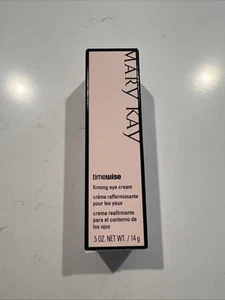 MARY KAY
timewise
firming eye cream
crème raffermissante
pour les yeux
crema reafirmante
para el contorno de
los ojos
.5 OZ. NET WT. / 14 g